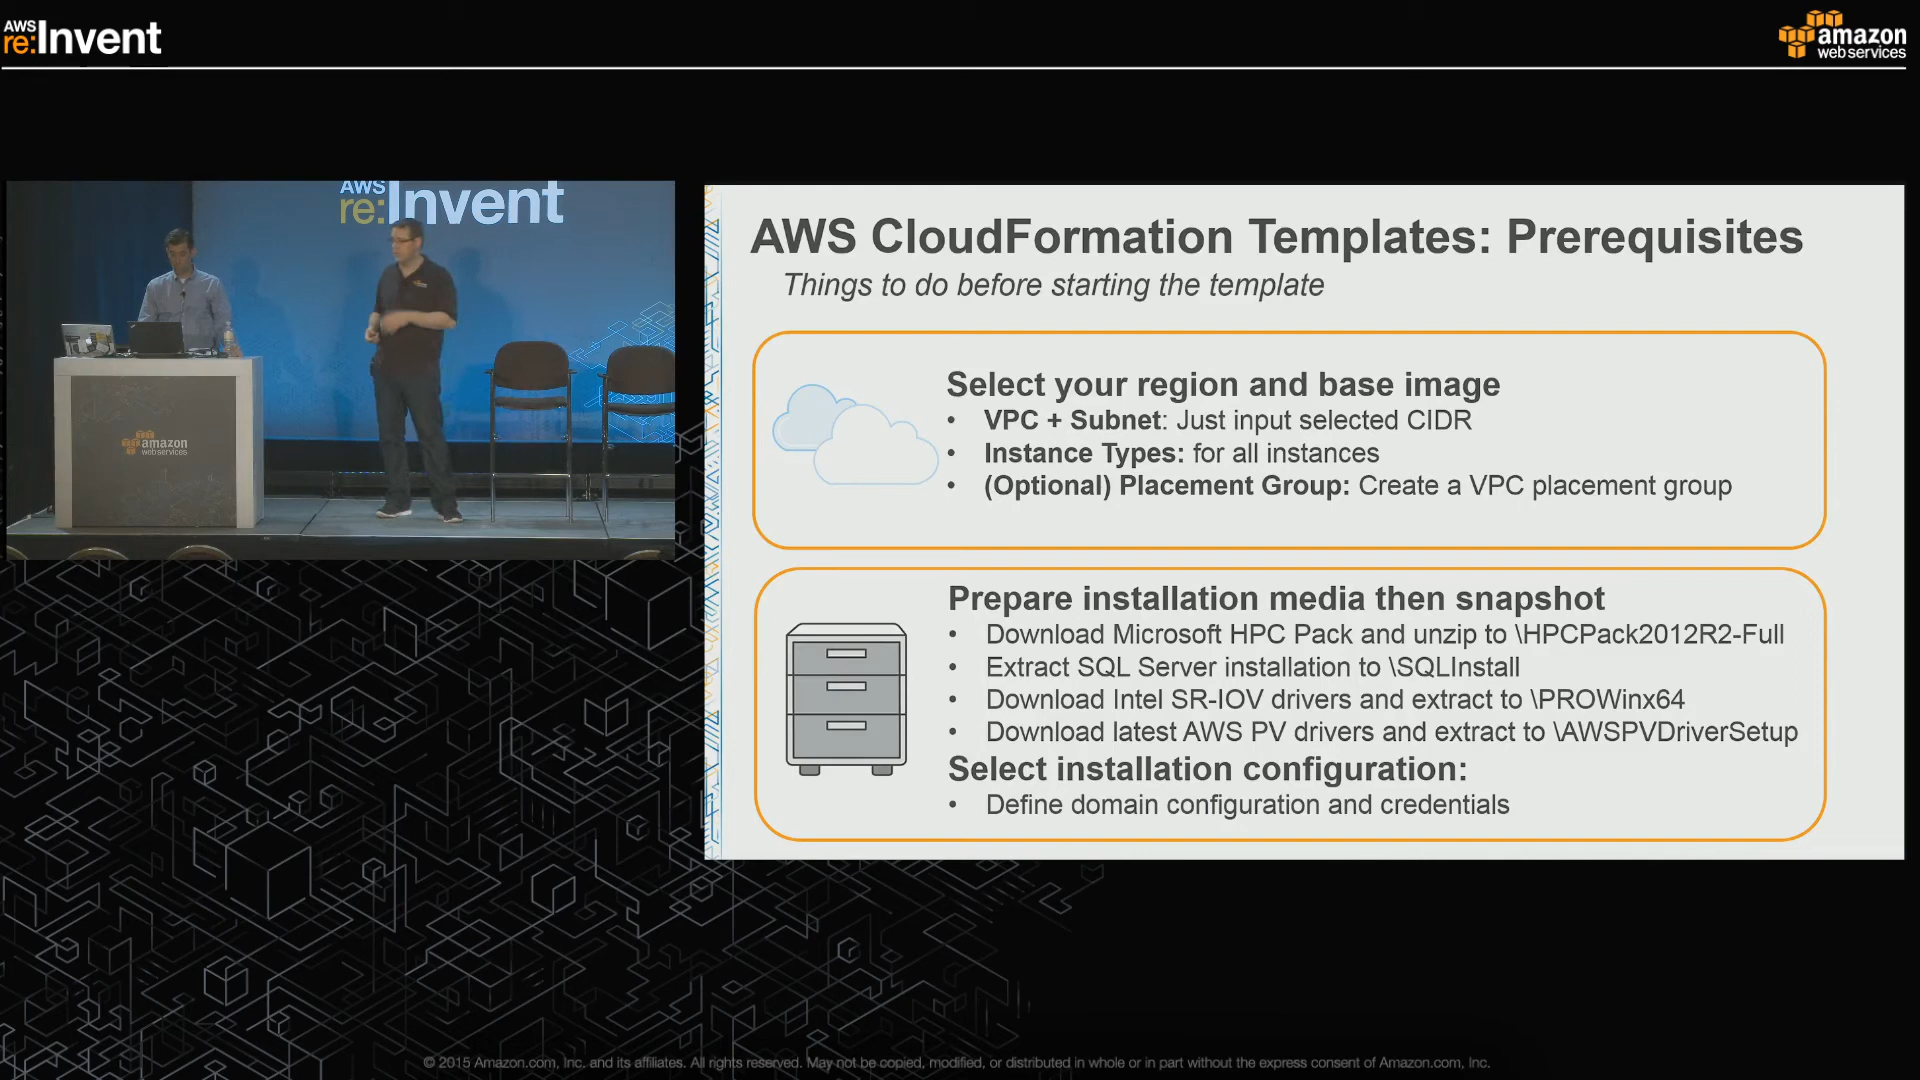 AWS
re:Invent
amazon
web services
AWS
re:Invent
amazon
web services
AWS CloudFormation Templates: Prerequisites
Things to do before starting the template
Select your region and base image
• VPC + Subnet: Just input selected CIDR
• Instance Types: for all instances
• (Optional) Placement Group: Create a VPC placement group
Prepare installation media then snapshot
• Download Microsoft HPC Pack and unzip to \HPCPack2012R2-Full
• Extract SQL Server installation to \SQLInstall
• Download Intel SR-IOV drivers and extract to \PROWinx64
• Download latest AWS PV drivers and extract to \AWSPVDriverSetup
Select installation configuration:
• Define domain configuration and credentials
© 2015 Amazon.com, Inc. and its affiliates. All rights reserved. May not be copied, modified, or distributed in whole or in part without the express consent of Amazon.com, Inc.